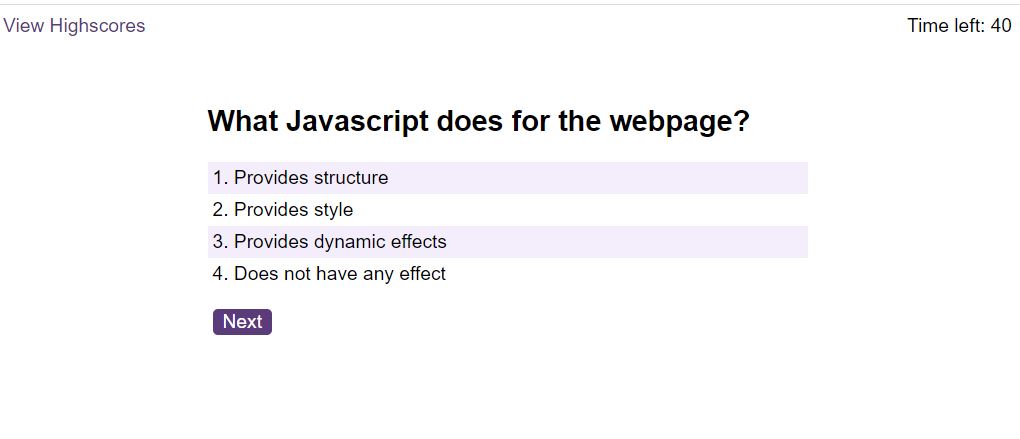 View Highscores
Time left: 40
What Javascript does for the webpage?
1. Provides structure
2. Provides style
3. Provides dynamic effects
4. Does not have any effect
Next